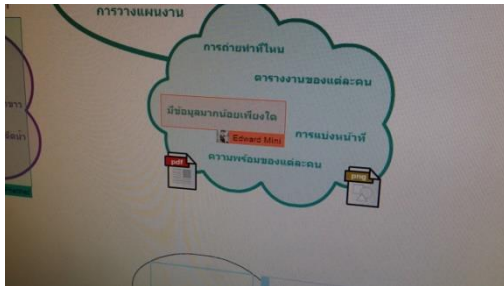 การวางแผนงาน
การถ่ายทำที่ไหน
ตารางงานของแต่ละคน
มีข้อมูลมากน้อยเพียงใด
Edward Mini
การแบ่งหน้าที่
ความพร้อมของแต่ละคน
pdf
png